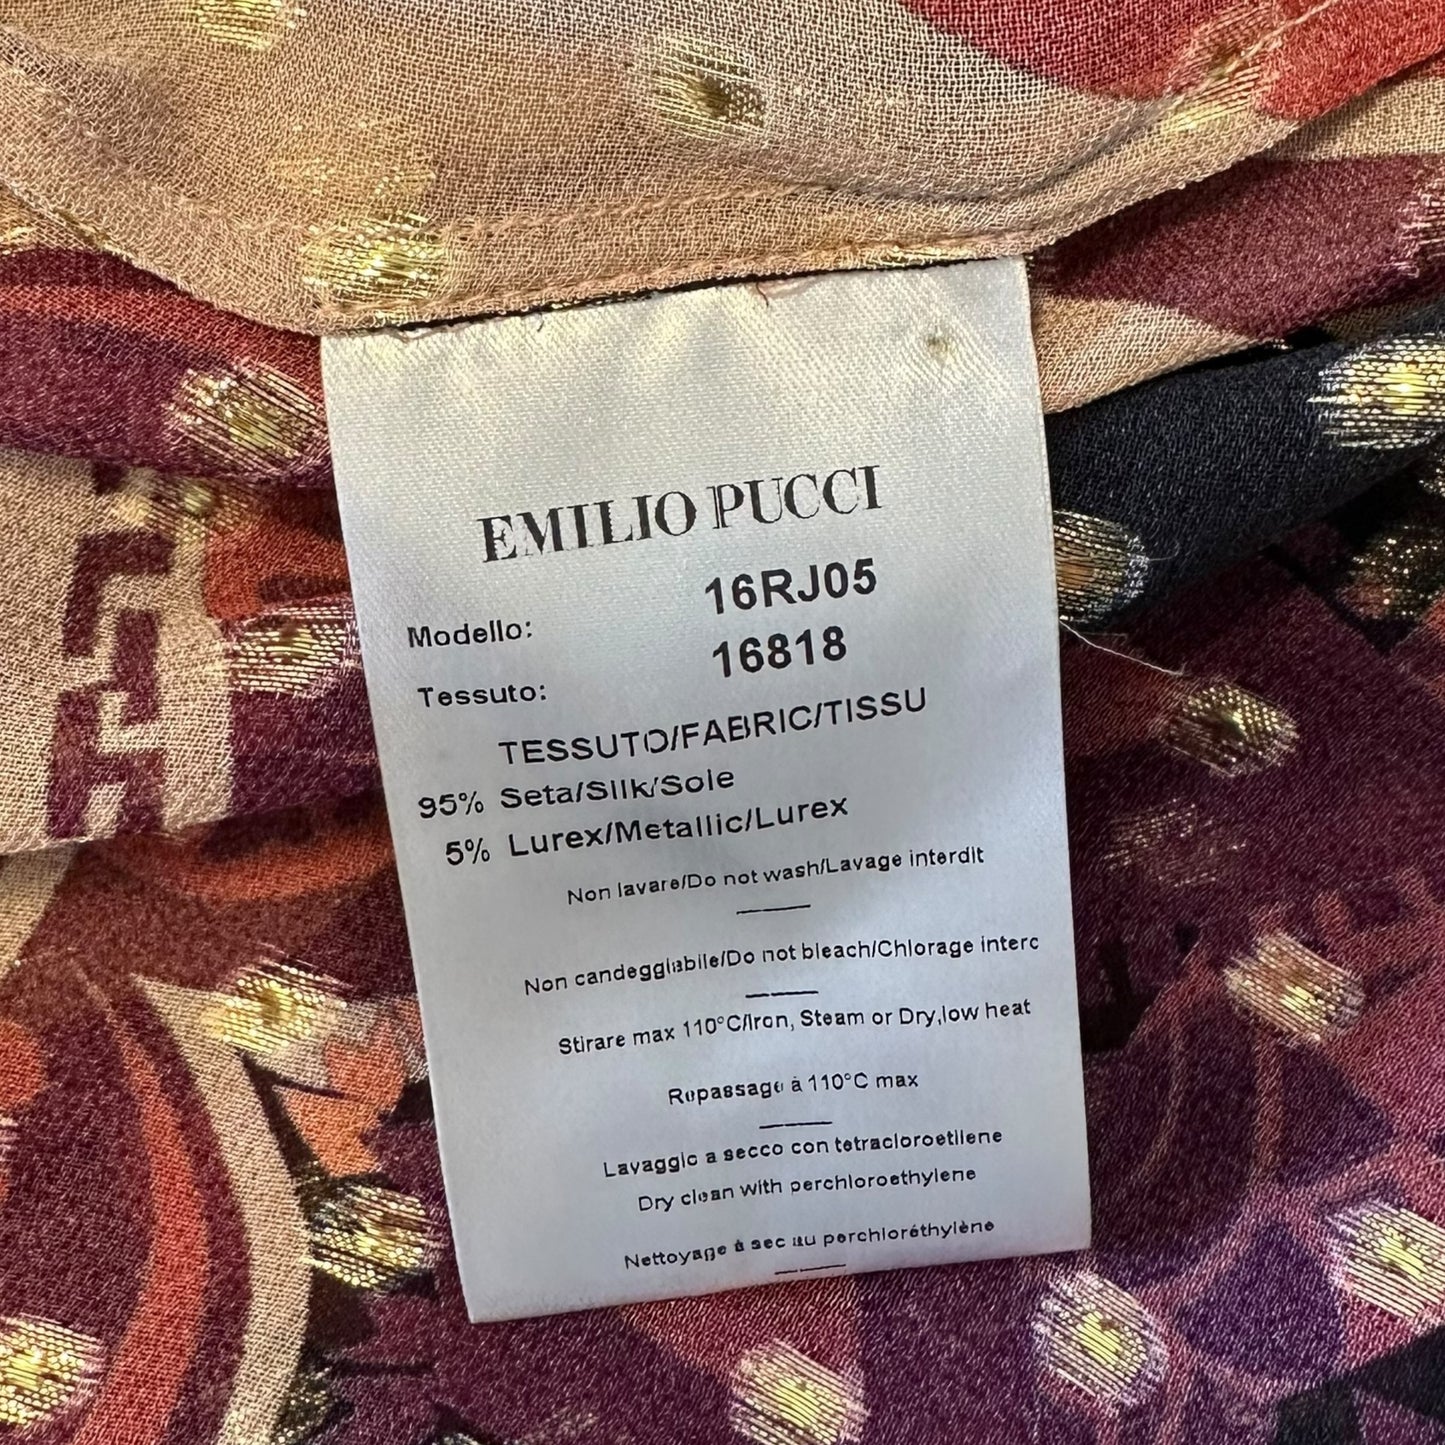 EMILIO PUCCI
Modello: 16RJ05
Tessuto: 16818
TESSUTO/FABRIC/TISSU
95% Seta/Silk/Soie
5% Lurex/Metallic/Lurex
Non lavare/Do not wash/Lavage interdit
Non candeggiabile/Do not bleach/Chlorage interc
Stirare max 110°C/Iron, Steam or Dry,low heat
Repassage à 110°C max
Lavaggio a secco con tetracloroetilene
Dry clean with perchloroethylene
Nettoyage à sec au perchloréthylène